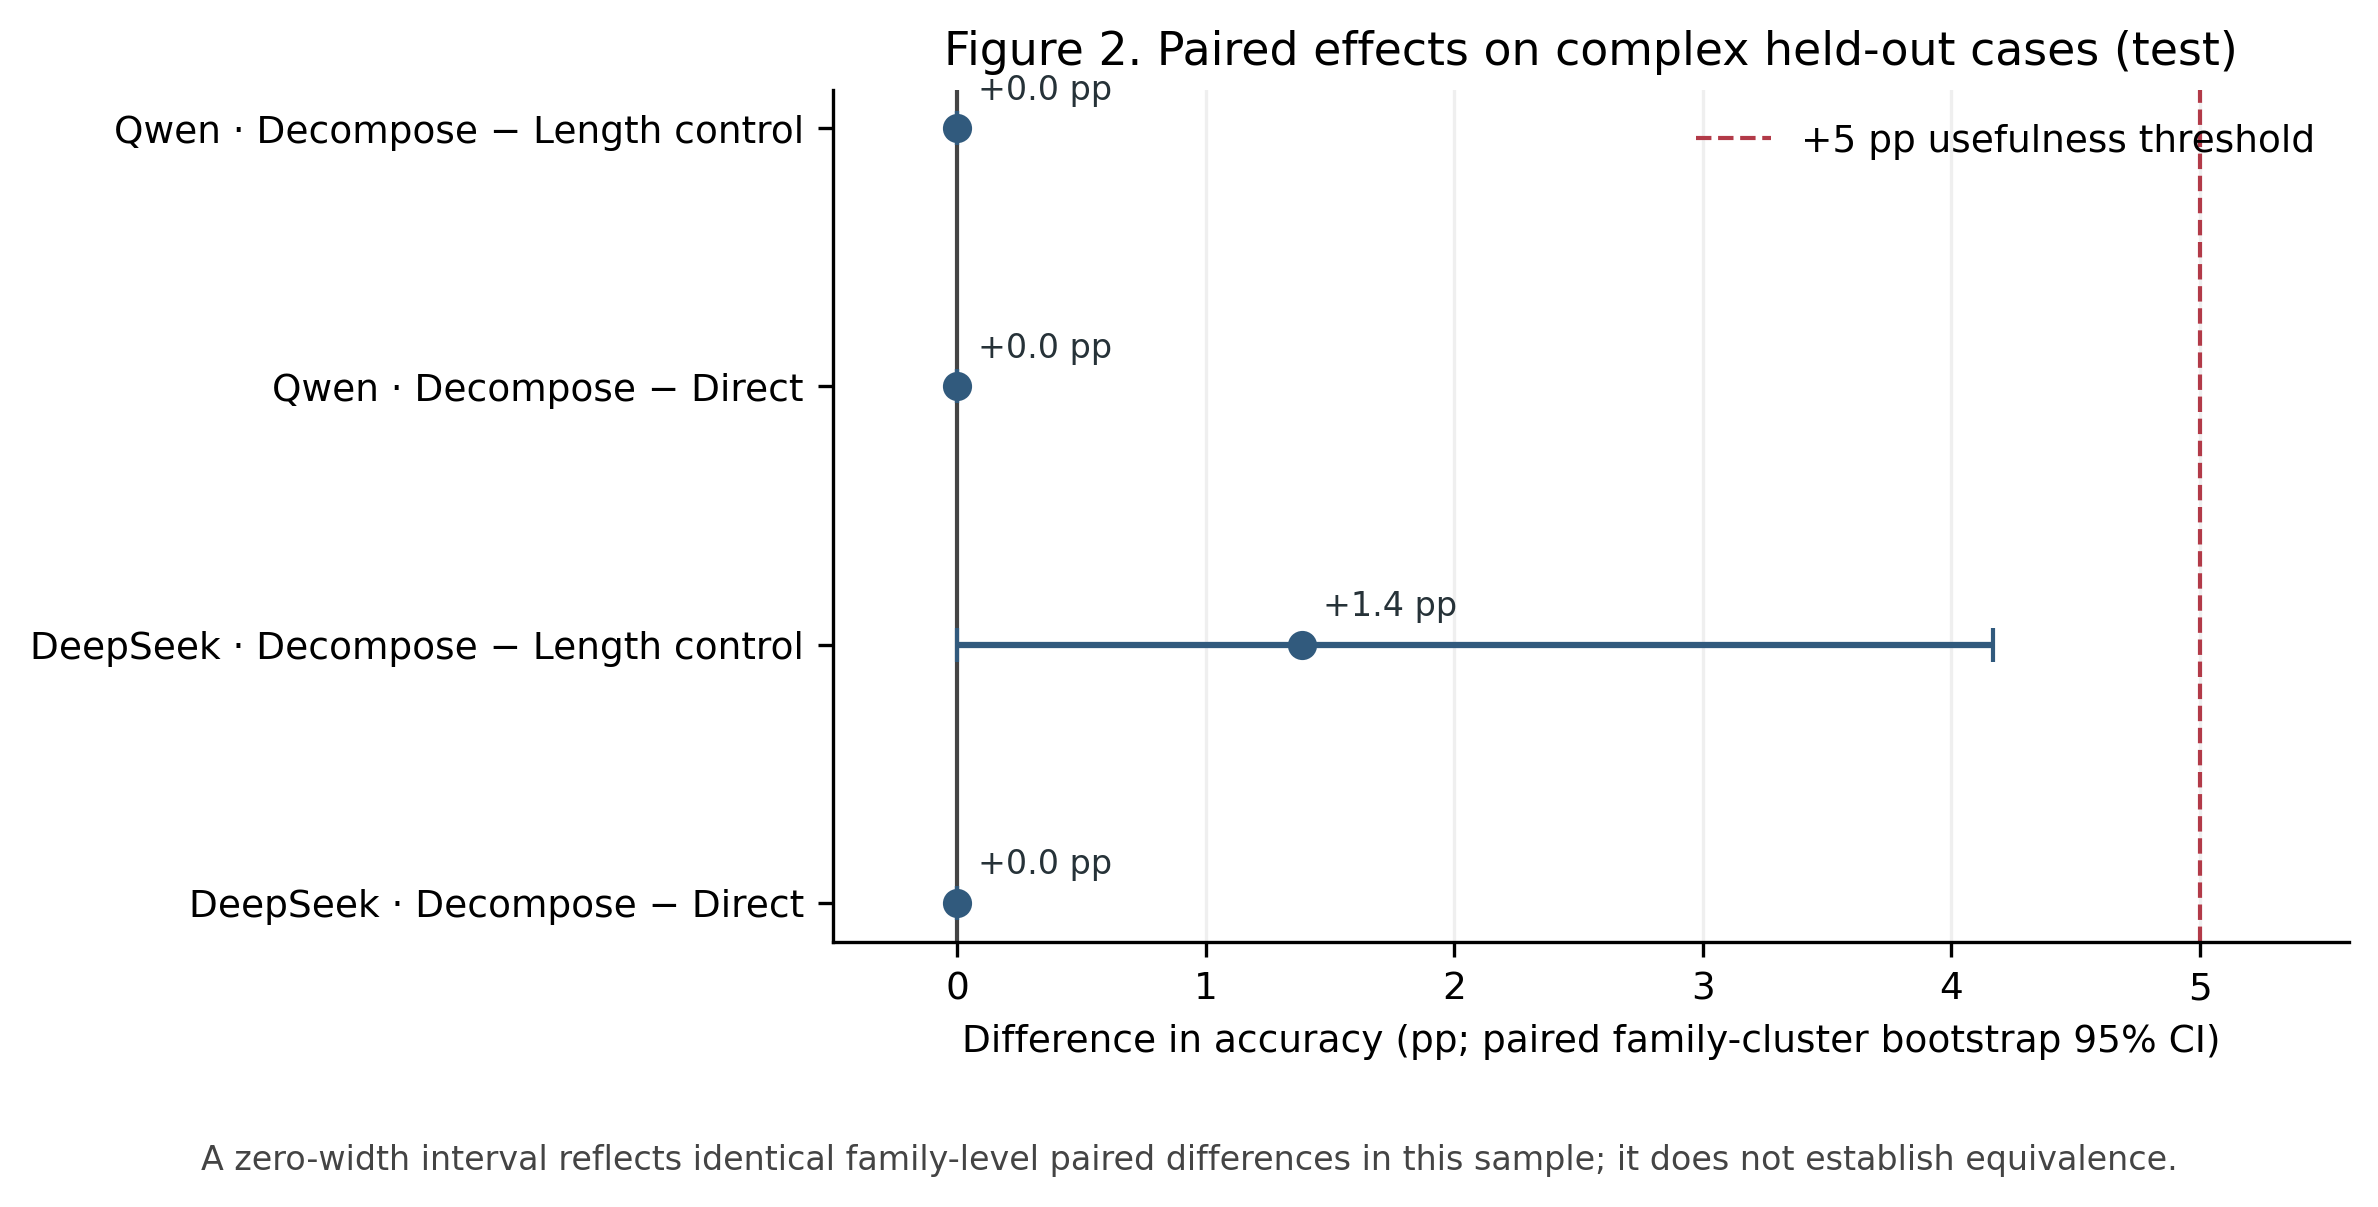 Figure 2. Paired effects on complex held-out cases (test)
+0.0 pp
Qwen · Decompose − Length control
+5 pp usefulness threshold
+0.0 pp
Qwen · Decompose − Direct
+1.4 pp
DeepSeek · Decompose − Length control
+0.0 pp
DeepSeek · Decompose − Direct
0 1 2 3 4 5
Difference in accuracy (pp; paired family-cluster bootstrap 95% CI)
A zero-width interval reflects identical family-level paired differences in this sample; it does not establish equivalence.